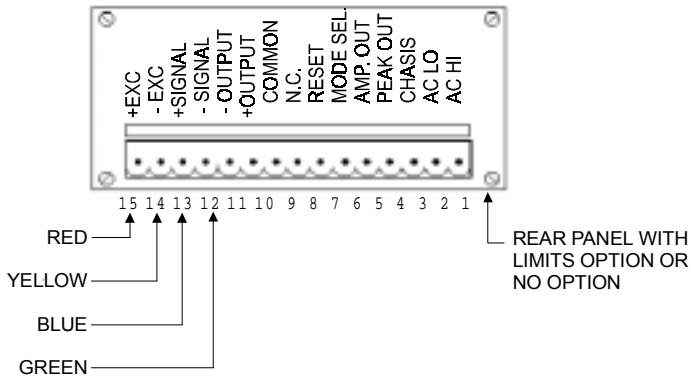 +EXC
- EXC
+SIGNAL
- SIGNAL
- OUTPUT
+OUTPUT
COMMON
N.C.
RESET
MODE SEL.
AMP. OUT
PEAK OUT
CHASIS
AC LO
AC HI
15 14 13 12 11 10 9 8 7 6 5 4 3 2 1
RED
YELLOW
BLUE
GREEN
REAR PANEL WITH
LIMITS OPTION OR
NO OPTION